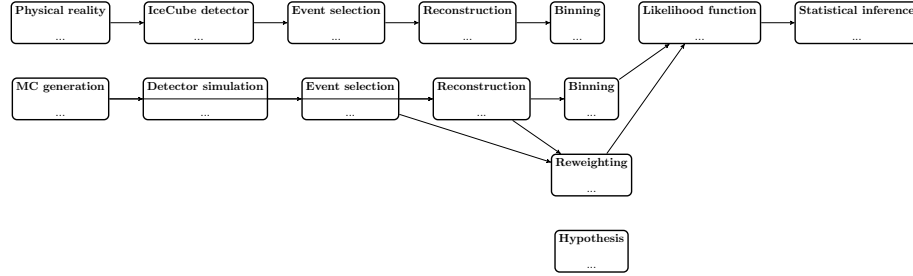 Physical reality
...
IceCube detector
...
Event selection
...
Reconstruction
...
Binning
...
Likelihood function
...
Statistical inference
...
MC generation
...
Detector simulation
...
Event selection
...
Reconstruction
...
Binning
...
Reweighting
...
Hypothesis
...